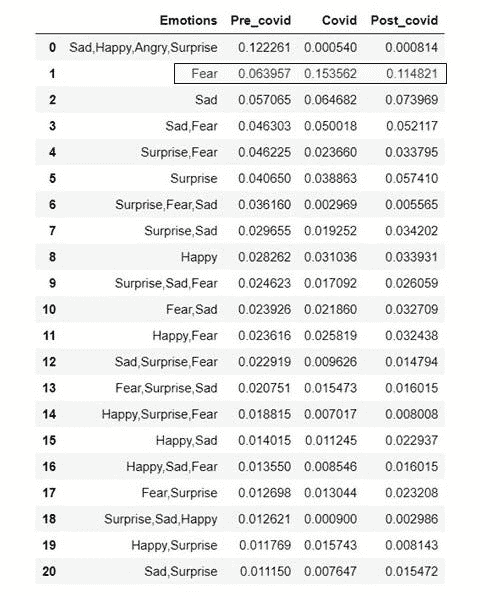 Emotions Pre_covid Covid Post_covid
0 Sad,Happy,Angry,Surprise 0.122261 0.000540 0.000814
1 Fear 0.063957 0.153562 0.114821
2 Sad 0.057065 0.064682 0.073969
3 Sad,Fear 0.046303 0.050018 0.052117
4 Surprise,Fear 0.046225 0.023660 0.033795
5 Surprise 0.040650 0.038863 0.057410
6 Surprise,Fear,Sad 0.036160 0.002969 0.005565
7 Surprise,Sad 0.029655 0.019252 0.034202
8 Happy 0.028262 0.031036 0.033931
9 Surprise,Sad,Fear 0.024623 0.017092 0.026059
10 Fear,Sad 0.023926 0.021860 0.032709
11 Happy,Fear 0.023616 0.025819 0.032438
12 Sad,Surprise,Fear 0.022919 0.009626 0.014794
13 Fear,Surprise,Sad 0.020751 0.015473 0.016015
14 Happy,Surprise,Fear 0.018815 0.007017 0.008008
15 Happy,Sad 0.014015 0.011245 0.022937
16 Happy,Sad,Fear 0.013550 0.008546 0.016015
17 Fear,Surprise 0.012698 0.013044 0.023208
18 Surprise,Sad,Happy 0.012621 0.000900 0.002986
19 Happy,Surprise 0.011769 0.015743 0.008143
20 Sad,Surprise 0.011150 0.007647 0.015472